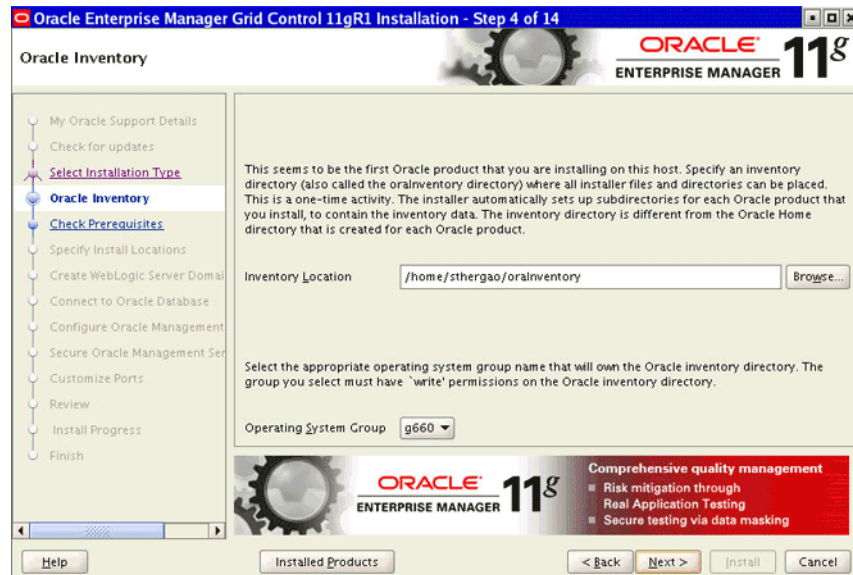 Oracle Enterprise Manager Grid Control 11gR1 Installation - Step 4 of 14
Oracle Inventory
ORACLE
ENTERPRISE MANAGER 11g
My Oracle Support Details
Check for updates
Select Installation Type
Oracle Inventory
Check Prerequisites
Specify Install Locations
Create WebLogic Server Domai
Connect to Oracle Database
Configure Oracle Management
Secure Oracle Management Ser
Customize Ports
Review
Install Progress
Finish
This seems to be the first Oracle product that you are installing on this host. Specify an inventory
directory (also called the oraInventory directory) where all installer files and directories can be placed.
This is a one-time activity. The installer automatically sets up subdirectories for each Oracle product that
you install, to contain the inventory data. The inventory directory is different from the Oracle Home
directory that is created for each Oracle product.
Inventory Location /home/sthergao/oraInventory Browse...
Select the appropriate operating system group name that will own the Oracle inventory directory. The
group you select must have `write' permissions on the Oracle inventory directory.
Operating System Group g660
ORACLE
ENTERPRISE MANAGER 11g
Comprehensive quality management
Risk mitigation through
Real Application Testing
Secure testing via data masking
Help Installed Products < Back Next > Install Cancel